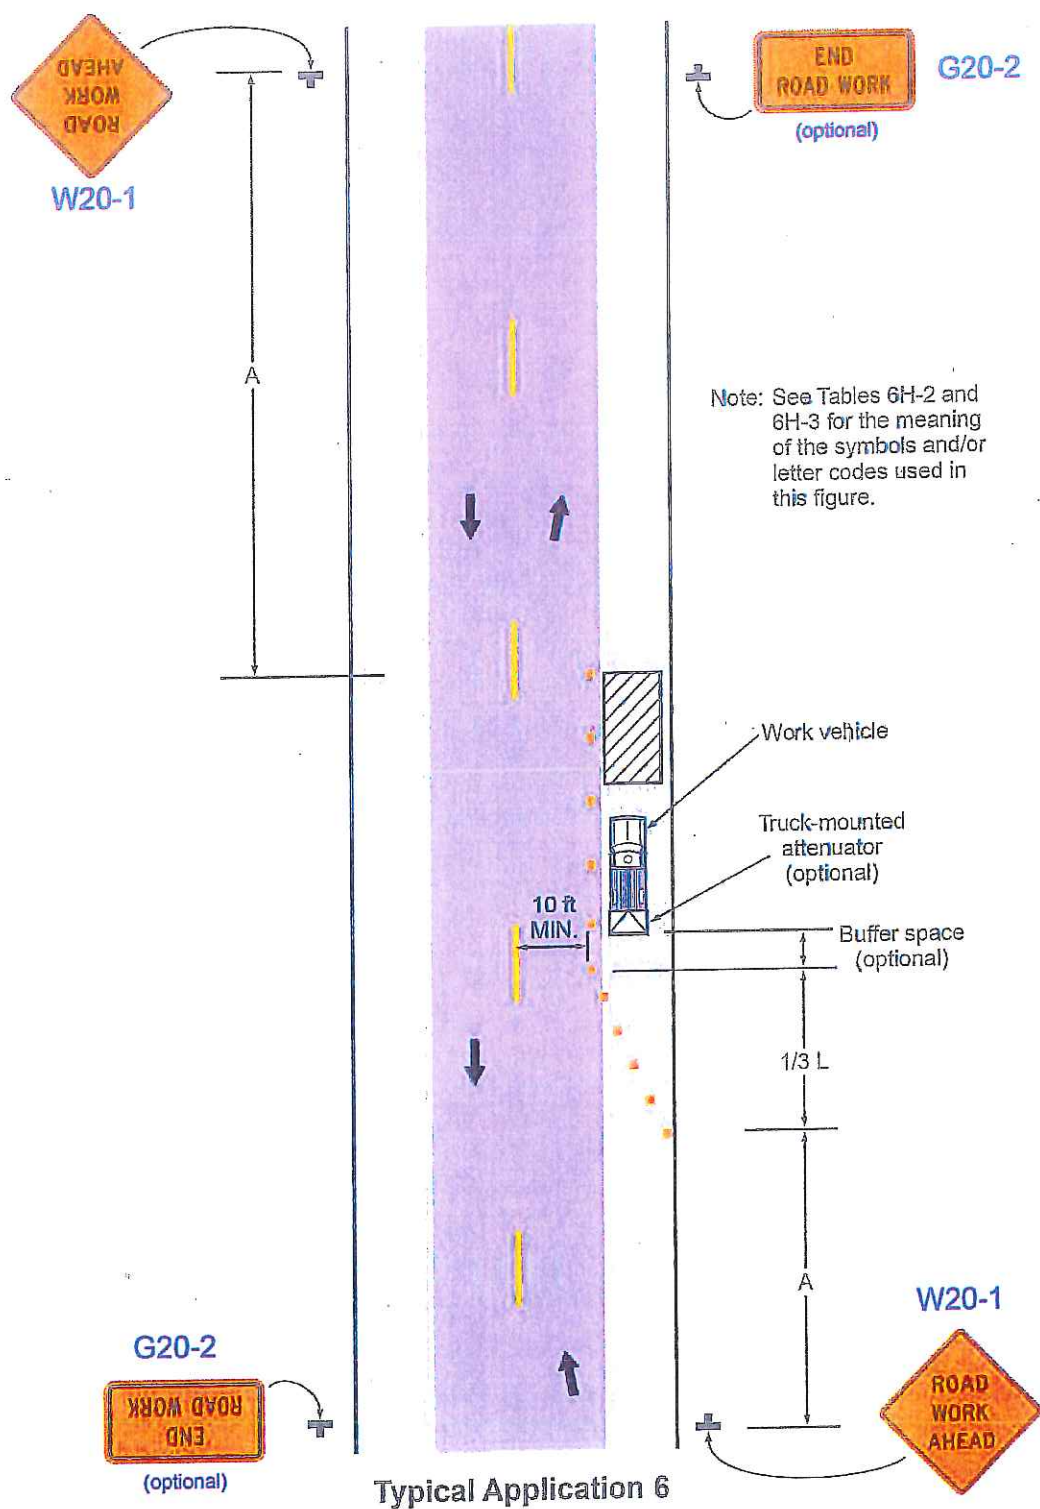 ROAD
WORK
AHEAD
W20-1
END
ROAD WORK
(optional)
G20-2
A
Note: See Tables 6H-2 and
6H-3 for the meaning
of the symbols and/or
letter codes used in
this figure.
Work vehicle
Truck-mounted
attenuator
(optional)
10 ft
MIN.
Buffer space
(optional)
1/3 L
A
W20-1
ROAD
WORK
AHEAD
G20-2
END
ROAD WORK
(optional)
Typical Application 6